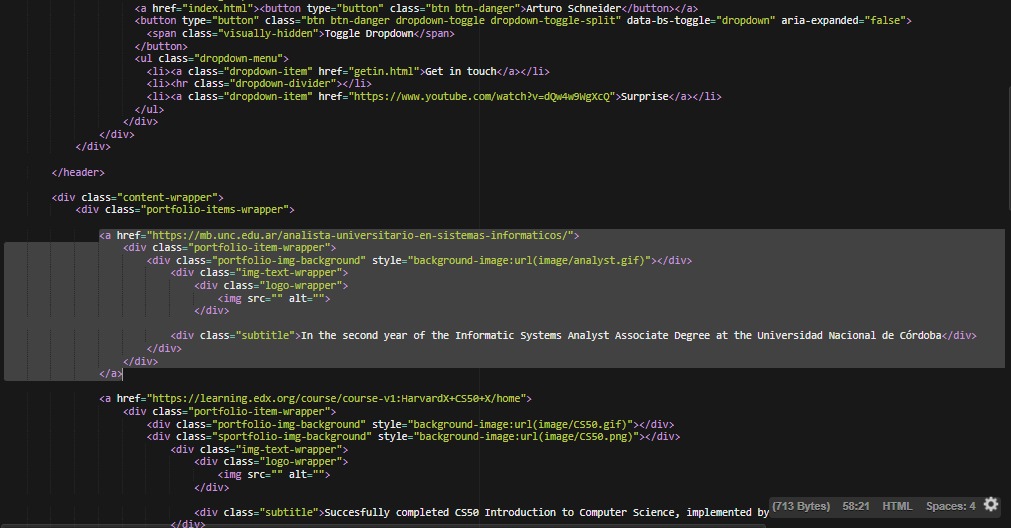 <a href="index.html"><button type="button" class="btn btn-danger">Arturo Schneider</button></a>
<button type="button" class="btn btn-danger dropdown-toggle dropdown-toggle-split" data-bs-toggle="dropdown" aria-expanded="false">
<span class="visually-hidden">Toggle Dropdown</span>
</button>
<ul class="dropdown-menu">
<li><a class="dropdown-item" href="getin.html">Get in touch</a></li>
<li><hr class="dropdown-divider"></li>
<li><a class="dropdown-item" href="https://www.youtube.com/watch?v=dQw4w9WgXcQ">Surprise</a></li>
</ul>
</div>
</div>
</div>
</header>
<div class="content-wrapper">
<div class="portfolio-items-wrapper">
<a href="https://mb.unc.edu.ar/analista-universitario-en-sistemas-informaticos/">
<div class="portfolio-item-wrapper">
<div class="portfolio-img-background" style="background-image:url(image/analyst.gif)"></div>
<div class="img-text-wrapper">
<div class="logo-wrapper">
<img src="" alt="">
</div>
<div class="subtitle">In the second year of the Informatic Systems Analyst Associate Degree at the Universidad Nacional de Córdoba</div>
</div>
</div>
</a>
<a href="https://learning.edx.org/course/course-v1:HarvardX+CS50+X/home">
<div class="portfolio-item-wrapper">
<div class="portfolio-img-background" style="background-image:url(image/CS50.gif)"></div>
<div class="sportfolio-img-background" style="background-image:url(image/CS50.png)"></div>
<div class="img-text-wrapper">
<div class="logo-wrapper">
<img src="" alt="">
</div>
<div class="subtitle">Succesfully completed CS50 Introduction to Computer Science, implemented by
</div>
(713 Bytes) 58:21 HTML Spaces: 4